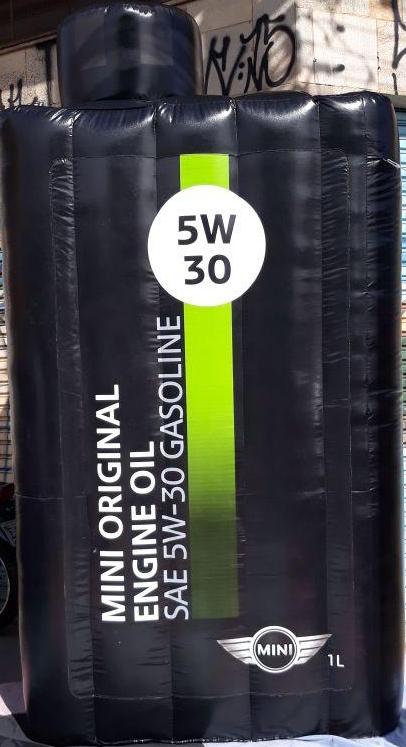 5W
30
MINI ORIGINAL
ENGINE OIL
SAE 5W-30 GASOLINE
MINI
1L